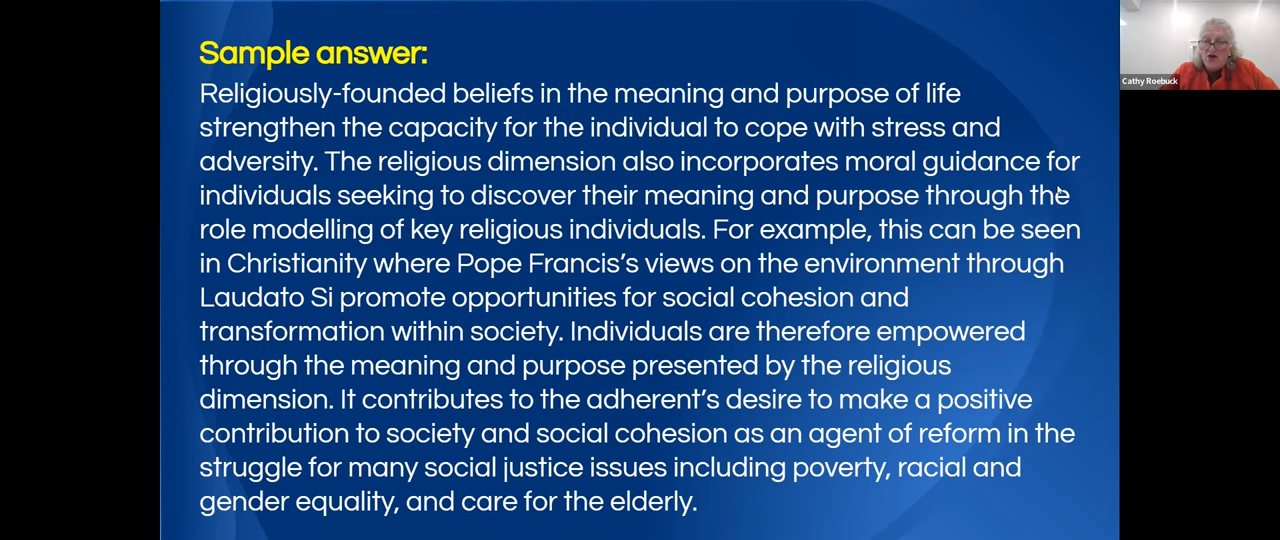 Sample answer:
Religiously-founded beliefs in the meaning and purpose of life
strengthen the capacity for the individual to cope with stress and
adversity. The religious dimension also incorporates moral guidance for
individuals seeking to discover their meaning and purpose through the
role modelling of key religious individuals. For example, this can be seen
in Christianity where Pope Francis’s views on the environment through
Laudato Si promote opportunities for social cohesion and
transformation within society. Individuals are therefore empowered
through the meaning and purpose presented by the religious
dimension. It contributes to the adherent’s desire to make a positive
contribution to society and social cohesion as an agent of reform in the
struggle for many social justice issues including poverty, racial and
gender equality, and care for the elderly.
Cathy Roebuck